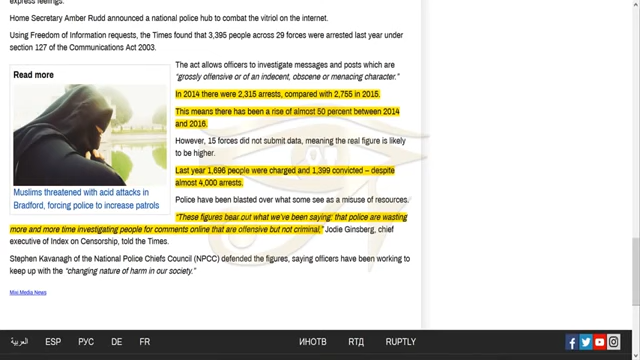 express feelings.
Home Secretary Amber Rudd announced a national police hub to combat the vitriol on the internet.
Using Freedom of Information requests, the Times found that 3,395 people across 29 forces were arrested last year under
section 127 of the Communications Act 2003.
Read more
Muslims threatened with acid attacks in
Bradford, forcing police to increase patrols
The act allows officers to investigate messages and posts which are
"grossly offensive or of an indecent, obscene or menacing character."
In 2014 there were 2,315 arrests, compared with 2,755 in 2015.
This means there has been a rise of almost 50 percent between 2014
and 2016.
However, 15 forces did not submit data, meaning the real figure is likely
to be higher.
Last year 1,696 people were charged and 1,399 convicted – despite
almost 4,000 arrests.
Police have been blasted over what some see as a misuse of resources.
"These figures bear out what we've been saying: that police are wasting
more and more time investigating people for comments online that are offensive but not criminal," Jodie Ginsberg, chief
executive of Index on Censorship, told the Times.
Stephen Kavanagh of the National Police Chiefs Council (NPCC) defended the figures, saying officers have been working to
keep up with the "changing nature of harm in our society."
Mixi Media News
العربية ESP РУС DE FR ИНОТВ RTД RUPTLY